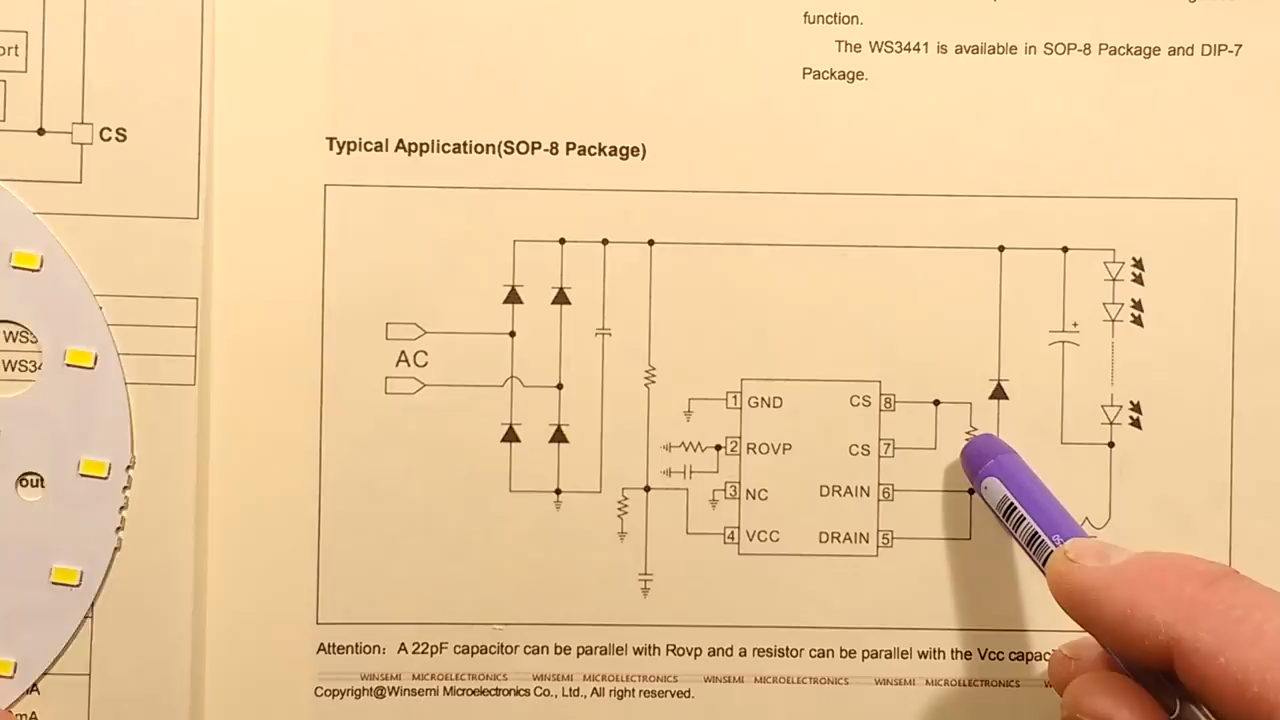 function.
The WS3441 is available in SOP-8 Package and DIP-7
Package.
CS
Typical Application(SOP-8 Package)
AC
1 GND CS 8
2 ROVP CS 7
3 NC DRAIN 6
4 VCC DRAIN 5
+
out
Attention: A 22pF capacitor can be parallel with Rovp and a resistor can be parallel with the Vcc
WINSEMI MICROELECTRONICS WINSEMI MICROELECTRONICS WINSEMI MICROELECTRONICS WINSEMI MICROELECTRONICS
Copyright@Winsemi Microelectronics Co., Ltd., All right reserved.